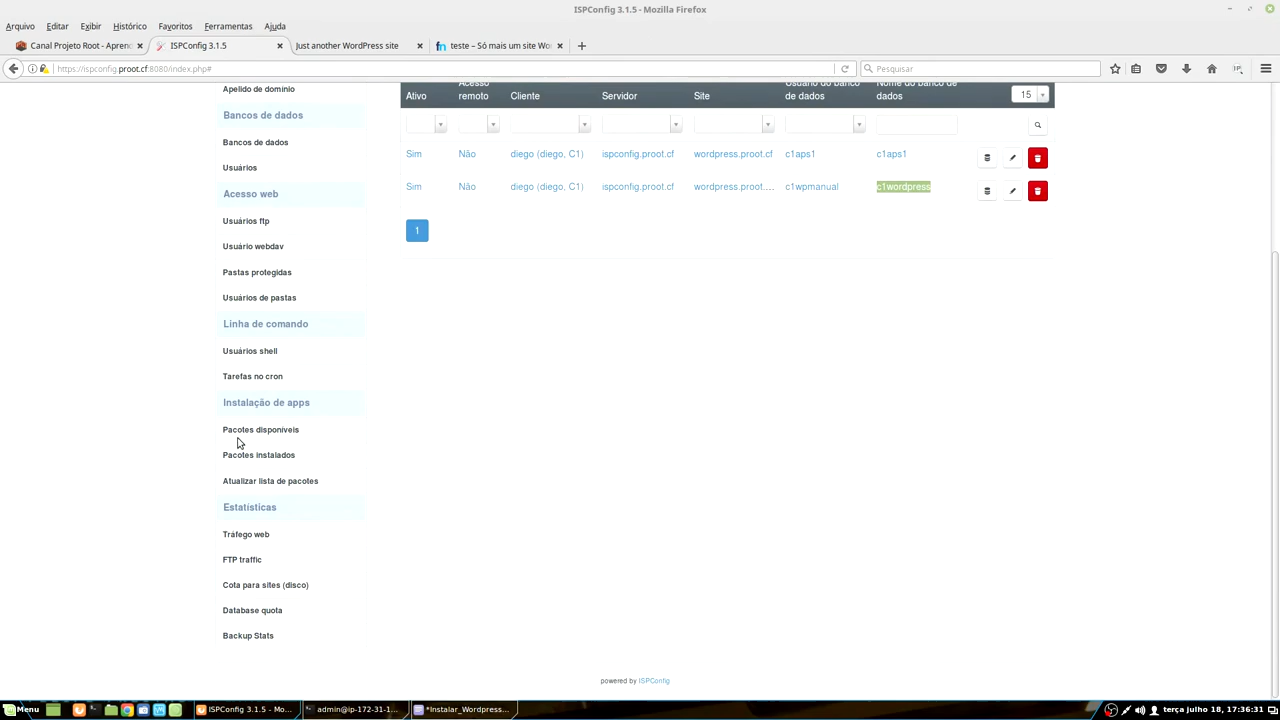 ISPConfig 3.1.5 - Mozilla Firefox
Arquivo Editar Exibir Histórico Favoritos Ferramentas Ajuda
Canal Projeto Root - Apren ISPConfig 3.1.5 Just another WordPress site teste – Só mais um site Wo
https://ispconfig.proot.cf:8080/index.php# Pesquisar
Apelido de domínio
Bancos de dados
Bancos de dados
Usuários
Acesso web
Usuários ftp
Usuário webdav
Pastas protegidas
Usuários de pastas
Linha de comando
Usuários shell
Tarefas no cron
Instalação de apps
Pacotes disponíveis
Pacotes instalados
Atualizar lista de pacotes
Estatísticas
Tráfego web
FTP traffic
Cota para sites (disco)
Database quota
Backup Stats
Ativo Acesso remoto Cliente Servidor Site Usuário do banco de dados Nome do banco de dados 15
Sim Não diego (diego, C1) ispconfig.proot.cf wordpress.proot.cf c1aps1 c1aps1
Sim Não diego (diego, C1) ispconfig.proot.cf wordpress.proot.... c1wpmanual c1wordpress
1
powered by ISPConfig
Menu ISPConfig 3.1.5 - Mo... admin@ip-172-31-1... *Instalar_Wordpress... terça julho 18, 17:36:31